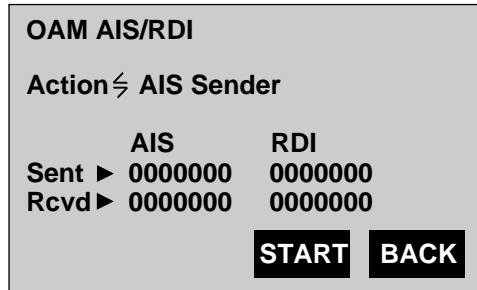 OAM AIS/RDI
Action AIS Sender
AIS RDI
Sent ► 0000000 0000000
Rcvd ► 0000000 0000000
START BACK